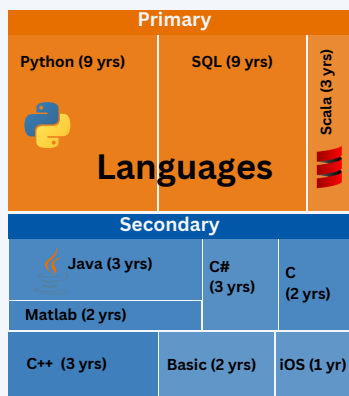 Primary
Python (9 yrs)
SQL (9 yrs)
Scala (3 yrs)
Languages
Secondary
Java (3 yrs)
C#
(3 yrs)
C
(2 yrs)
Matlab (2 yrs)
C++ (3 yrs)
Basic (2 yrs)
iOS (1 yr)